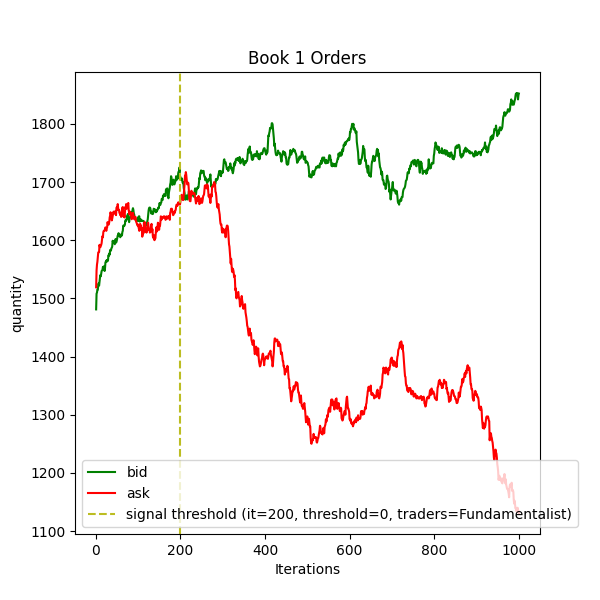 Book 1 Orders
1800
1700
1600
1500
1400
1300
1200
1100
quantity
bid
ask
signal threshold (it=200, threshold=0, traders=Fundamentalist)
0 200 400 600 800 1000
Iterations